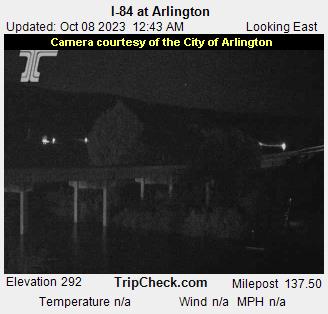 I-84 at Arlington
Updated: Oct 08 2023 12:43 AM Looking East
Camera courtesy of the City of Arlington
Elevation 292 TripCheck.com Milepost 137.50
Temperature n/a Wind n/a MPH n/a